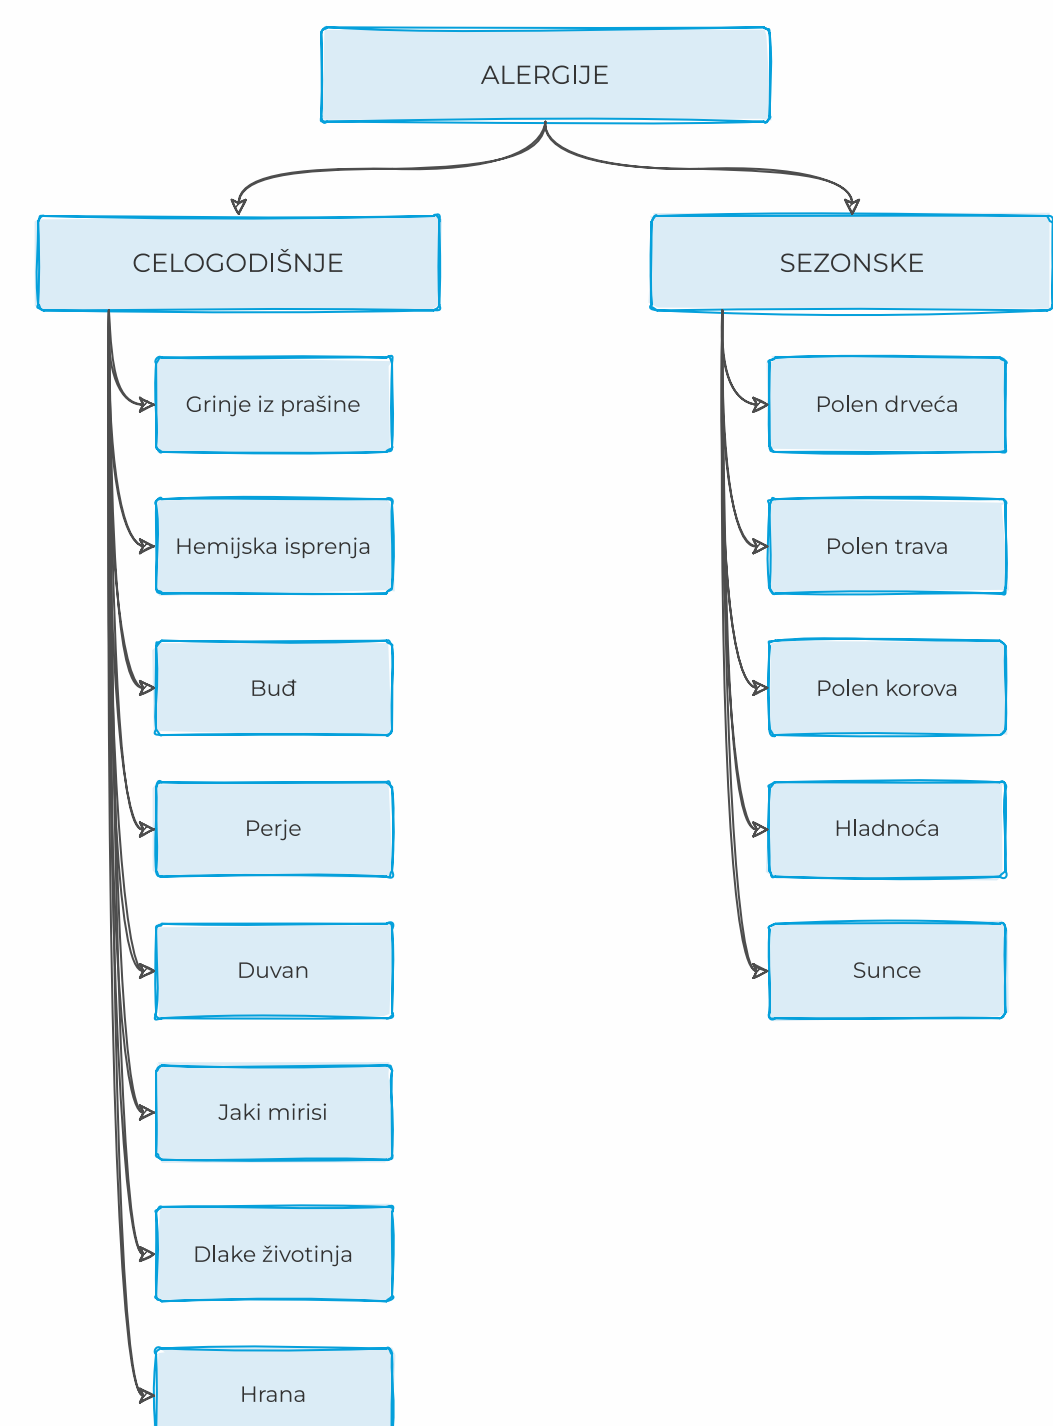 ALERGIJE
CELOGODIŠNJE
Grinje iz prašine
Hemijska isprenja
Buđ
Perje
Duvan
Jaki mirisi
Dlake životinja
Hrana
SEZONSKE
Polen drveća
Polen trava
Polen korova
Hladnoća
Sunce